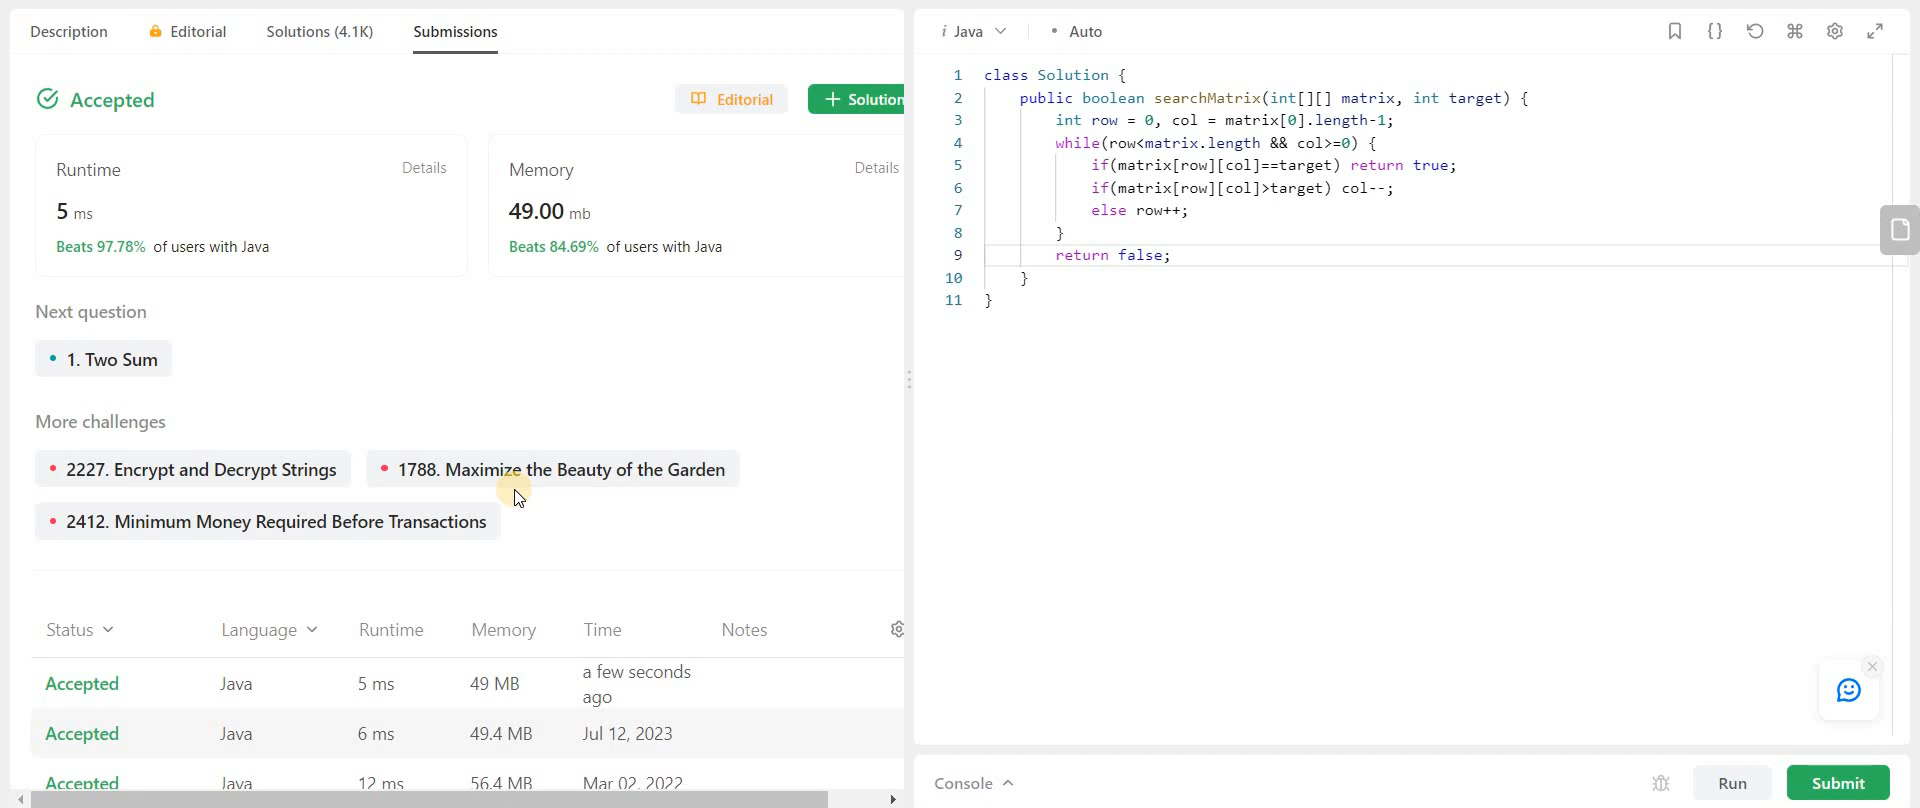 Description
Editorial
Solutions (4.1K)
Submissions
Accepted
Editorial
Solution
Runtime
Details
5 ms
Beats 97.78% of users with Java
Memory
Details
49.00 mb
Beats 84.69% of users with Java
Next question
1. Two Sum
More challenges
2227. Encrypt and Decrypt Strings
1788. Maximize the Beauty of the Garden
2412. Minimum Money Required Before Transactions
Status Language Runtime Memory Time Notes
Accepted Java 5 ms 49 MB a few seconds
ago
Accepted Java 6 ms 49.4 MB Jul 12, 2023
Accepted Java 12 ms 56.4 MB Mar 02, 2022
i Java
Auto
1 class Solution {
2 public boolean searchMatrix(int[][] matrix, int target) {
3 int row = 0, col = matrix[0].length-1;
4 while(row<matrix.length && col>=0) {
5 if(matrix[row][col]==target) return true;
6 if(matrix[row][col]>target) col--;
7 else row++;
8 }
9 return false;
10 }
11 }
Console
Run
Submit